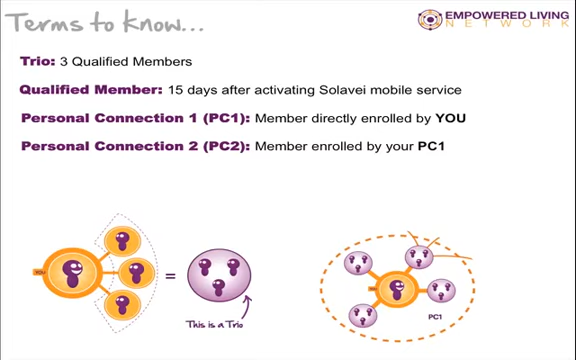 Terms to know...
EMPOWERED LIVING
NETWORK
Trio: 3 Qualified Members
Qualified Member: 15 days after activating Solavei mobile service
Personal Connection 1 (PC1): Member directly enrolled by YOU
Personal Connection 2 (PC2): Member enrolled by your PC1
YOU
=
This is a Trio
PC1